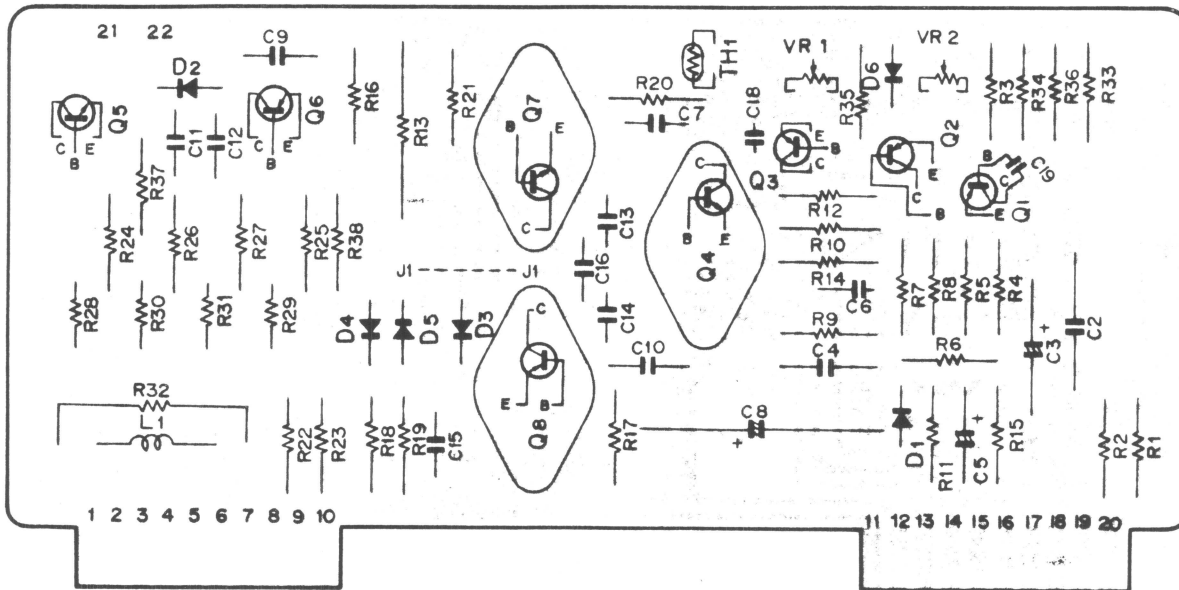 21 22
C9
D2
Q5
C B E
C11
C12
Q6
C B E
R16
R13
R21
Q7
B E
C
R20
C7
TH1
C18
VR 1
R35
D6
VR 2
R3
R34
R36
R33
Q3
E
B
C
Q2
E
C
B
B
C
E
C19
Q1
C
B E
Q4
R37
R24
R26
R27
R25
R38
J1 J1
C13
C16
C14
R12
R10
R14
C6
R7
R8
R5
R4
R28
R30
R31
R29
D4
D5
D3
C
E B
Q8
C10
R9
C4
R6
+
C3
C2
R32
L1
R22
R23
R18
R19
C15
R17
C8
+
D1
R11
+
C5
R15
R2
R1
1 2 3 4 5 6 7 8 9 10
11 12 13 14 15 16 17 18 19 20